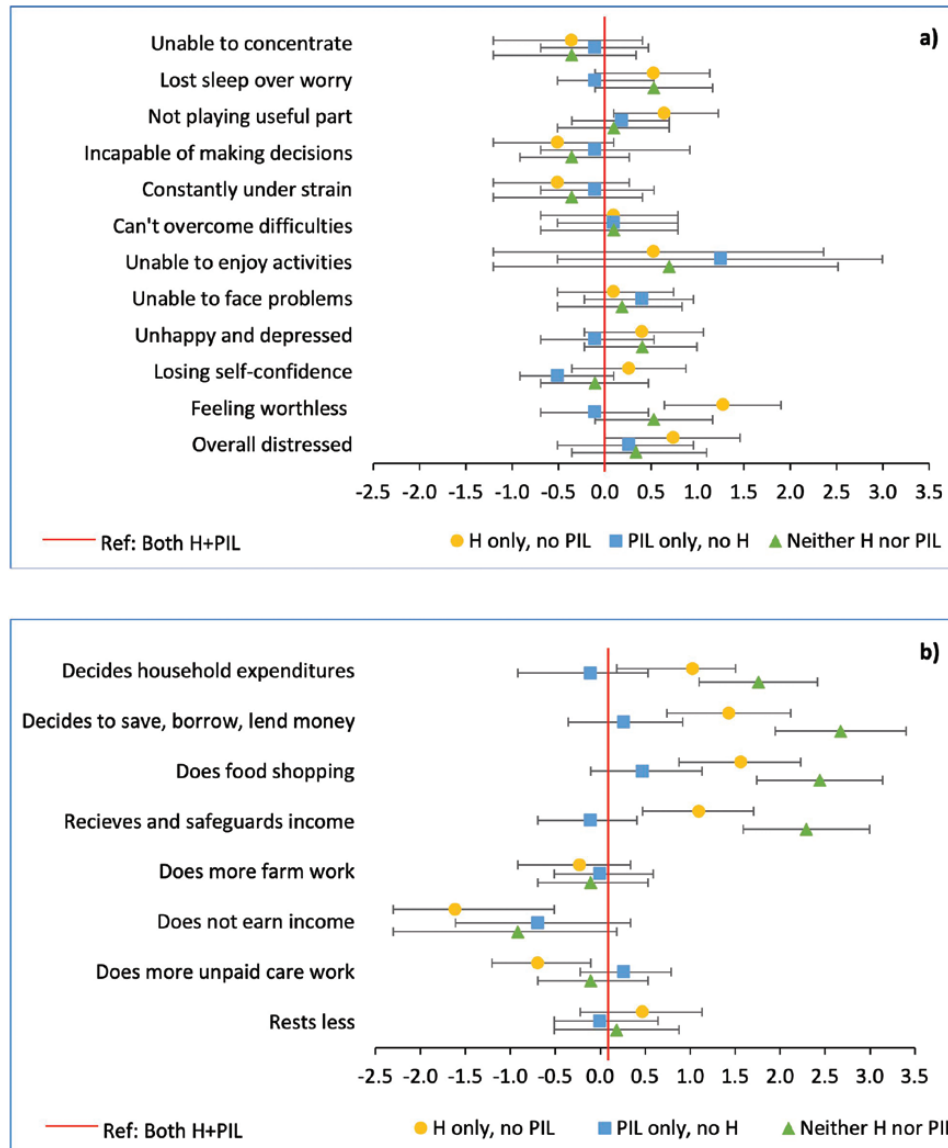 a)
Unable to concentrate
Lost sleep over worry
Not playing useful part
Incapable of making decisions
Constantly under strain
Can't overcome difficulties
Unable to enjoy activities
Unable to face problems
Unhappy and depressed
Losing self-confidence
Feeling worthless
Overall distressed
-2.5 -2.0 -1.5 -1.0 -0.5 0.0 0.5 1.0 1.5 2.0 2.5 3.0 3.5
Ref: Both H+PIL H only, no PIL PIL only, no H Neither H nor PIL
b)
Decides household expenditures
Decides to save, borrow, lend money
Does food shopping
Recieves and safeguards income
Does more farm work
Does not earn income
Does more unpaid care work
Rests less
-2.5 -2.0 -1.5 -1.0 -0.5 0.0 0.5 1.0 1.5 2.0 2.5 3.0 3.5
Ref: Both H+PIL H only, no PIL PIL only, no H Neither H nor PIL